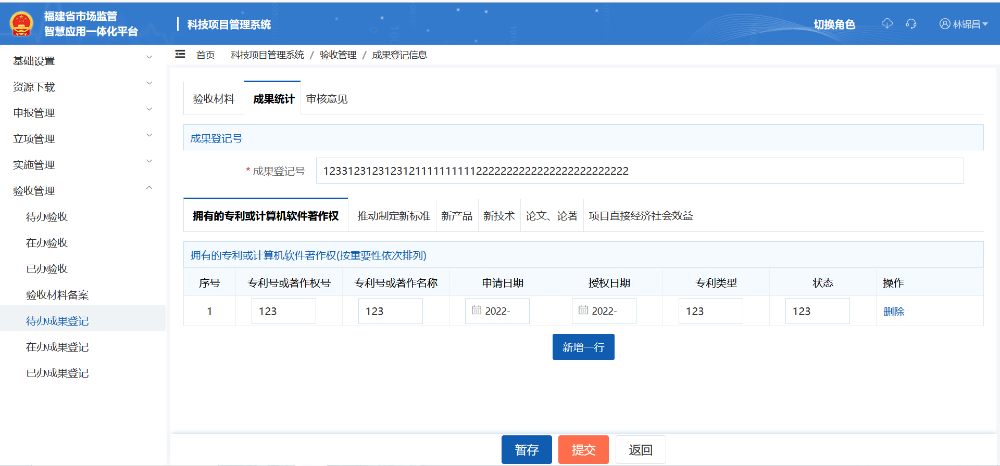 福建省市场监管
智慧应用一体化平台
科技项目管理系统
切换角色
林锦昌
基础设置
资源下载
申报管理
立项管理
实施管理
验收管理
待办验收
在办验收
已办验收
验收材料备案
待办成果登记
在办成果登记
已办成果登记
首页 科技项目管理系统 / 验收管理 / 成果登记信息
验收材料 成果统计 审核意见
成果登记号
* 成果登记号 123312312312312111111111112222222222222222222222222
拥有的专利或计算机软件著作权 推动制定新标准 新产品 新技术 论文、论著 项目直接经济社会效益
拥有的专利或计算机软件著作权(按重要性依次排列)
序号 专利号或著作权号 专利号或著作名称 申请日期 授权日期 专利类型 状态 操作
1 123 123 2022- 2022- 123 123 删除
新增一行
暂存 提交 返回